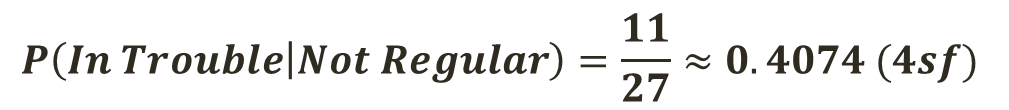 P(In Trouble|Not Regular) = 11/27 ≈ 0.4074 (4sf)